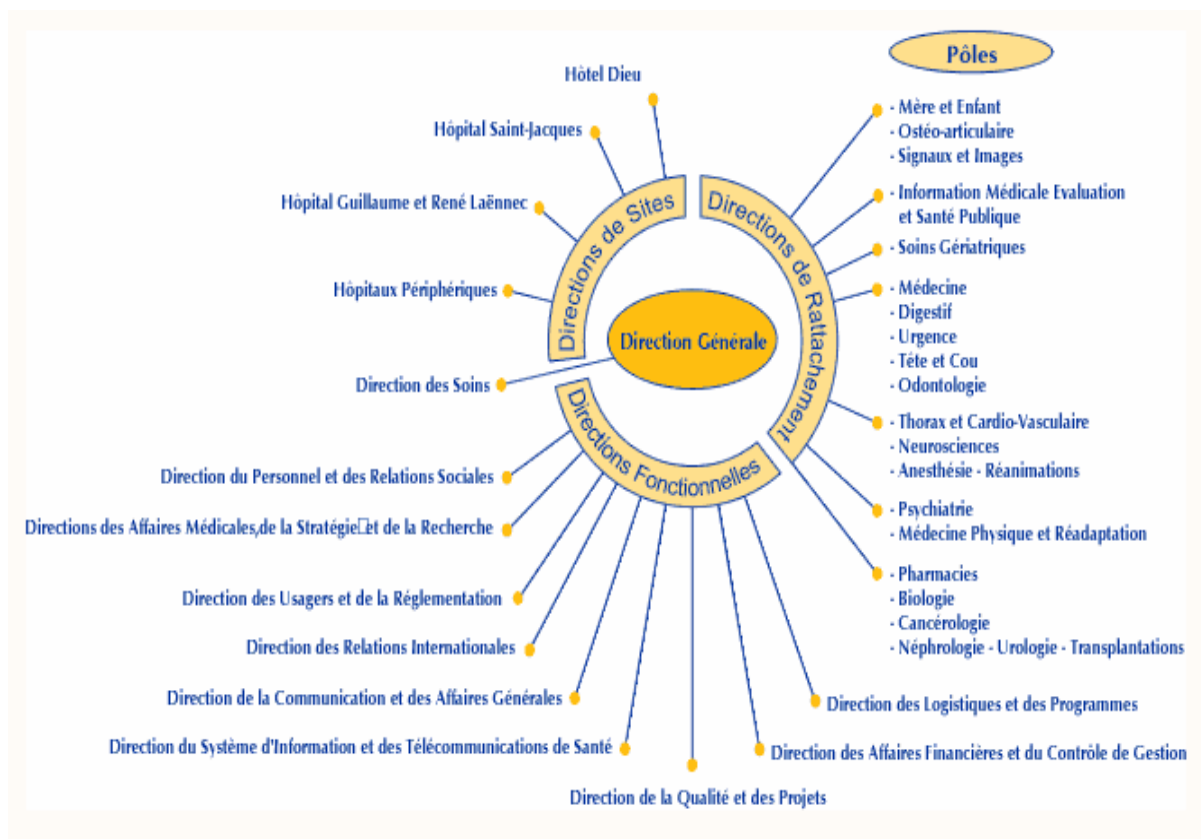 Pôles
Hôtel Dieu
Hôpital Saint-Jacques
Hôpital Guillaume et René Laënnec
Hôpitaux Périphériques
Direction des Soins
Directions de Sites
Directions de Rattachement
Direction Générale
Directions Fonctionnelles
- Mère et Enfant
- Ostéo-articulaire
- Signaux et Images
- Information Médicale Evaluation
et Santé Publique
- Soins Gériatriques
- Médecine
- Digestif
- Urgence
- Tête et Cou
- Odontologie
- Thorax et Cardio-Vasculaire
- Neurosciences
- Anesthésie - Réanimations
- Psychiatrie
- Médecine Physique et Réadaptation
- Pharmacies
- Biologie
- Cancérologie
- Néphrologie - Urologie - Transplantations
Direction du Personnel et des Relations Sociales
Directions des Affaires Médicales,de la Stratégie□et de la Recherche
Direction des Usagers et de la Réglementation
Direction des Relations Internationales
Direction de la Communication et des Affaires Générales
Direction du Système d'Information et des Télécommunications de Santé
Direction de la Qualité et des Projets
Direction des Affaires Financières et du Contrôle de Gestion
Direction des Logistiques et des Programmes